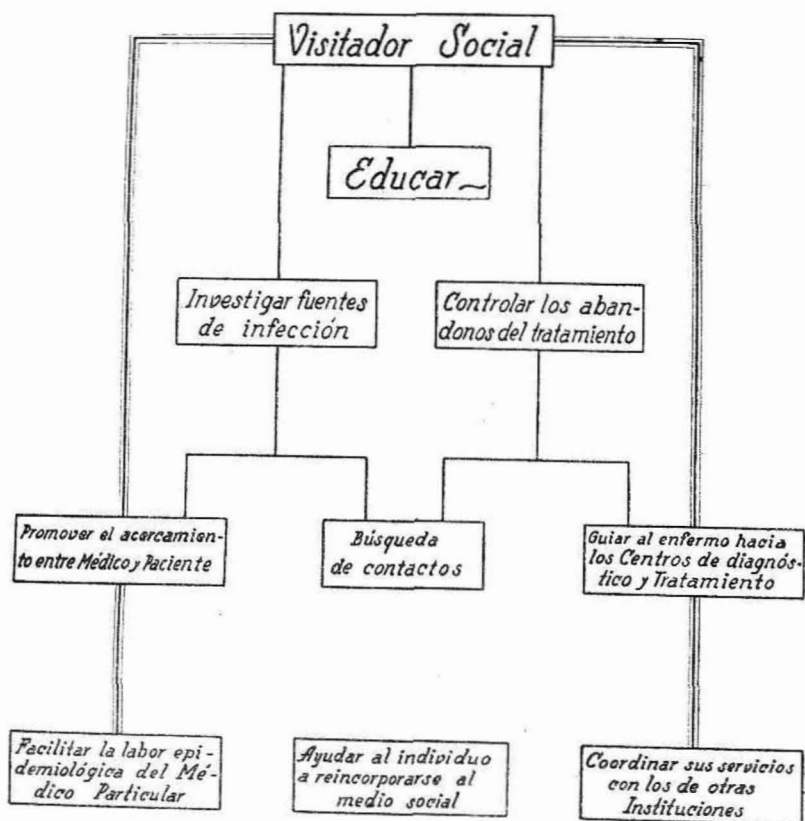 Visitador Social
Educar
Investigar fuentes
de infección
Controlar los aban-
donos del tratamiento
Promover el acercamien-
to entre Médico y Paciente
Búsqueda
de contactos
Guiar al enfermo hacia
los Centros de diagnós-
tico y Tratamiento
Facilitar la labor epi-
demiológica del Mé-
dico Particular
Ayudar al individuo
a reincorporarse al
medio social
Coordinar sus servicios
con los de otras
Instituciones